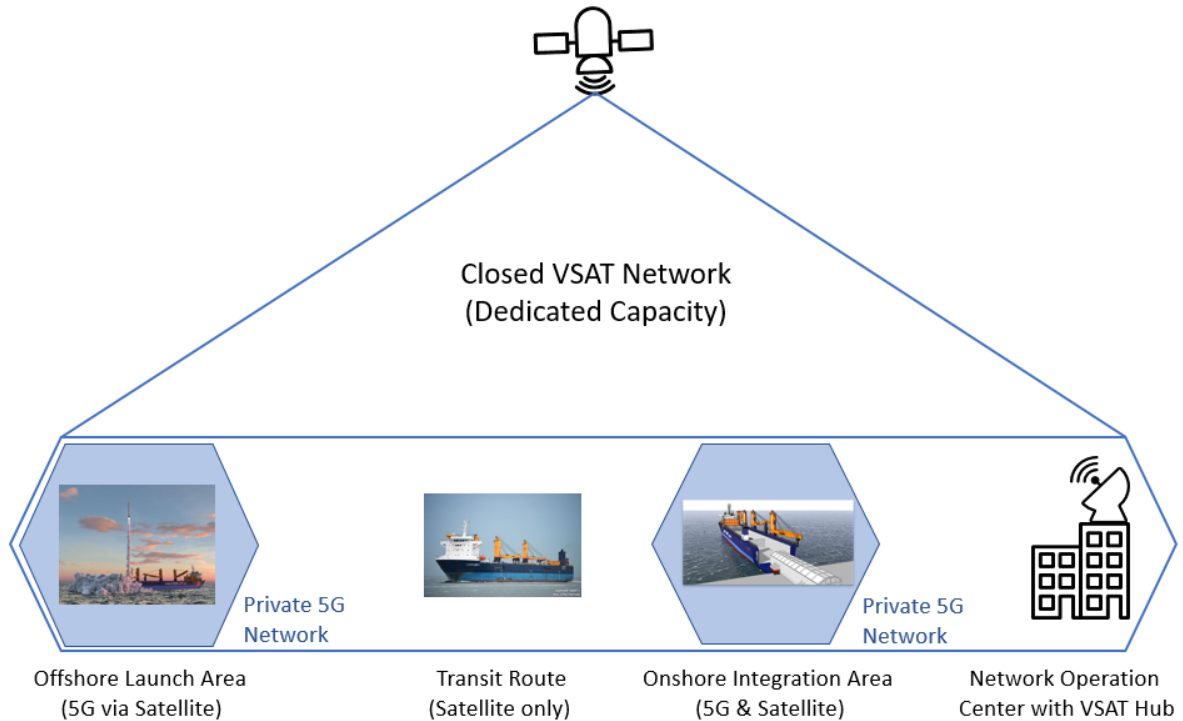 Closed VSAT Network
(Dedicated Capacity)
Private 5G
Network
Private 5G
Network
Offshore Launch Area
(5G via Satellite)
Transit Route
(Satellite only)
Onshore Integration Area
(5G & Satellite)
Network Operation
Center with VSAT Hub